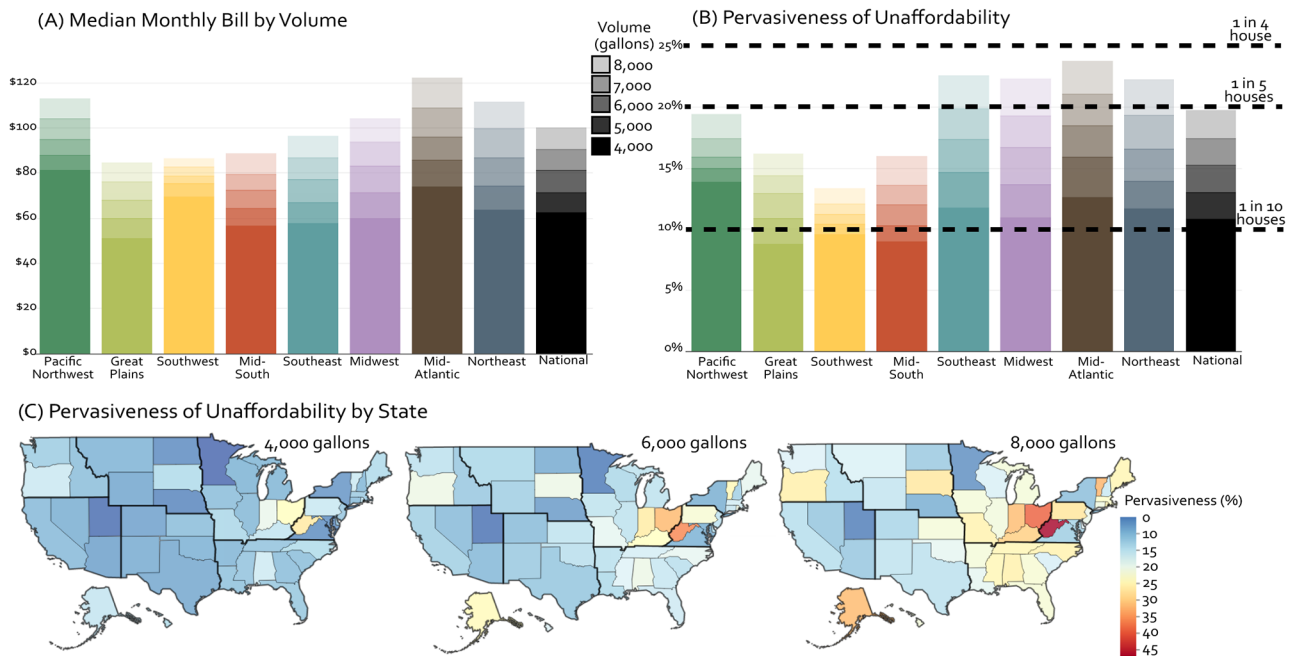 (A) Median Monthly Bill by Volume
$120
$100
$80
$60
$40
$20
$0
Pacific Northwest
Great Plains
Southwest
Mid-South
Southeast
Midwest
Mid-Atlantic
Northeast
National
Volume
(gallons)
8,000
7,000
6,000
5,000
4,000
(B) Pervasiveness of Unaffordability
25%
20%
15%
10%
5%
0%
1 in 4
house
1 in 5
houses
1 in 10
houses
Pacific Northwest
Great Plains
Southwest
Mid-South
Southeast
Midwest
Mid-Atlantic
Northeast
National
(C) Pervasiveness of Unaffordability by State
4,000 gallons
6,000 gallons
8,000 gallons
Pervasiveness (%)
0
5
10
15
20
25
30
35
40
45